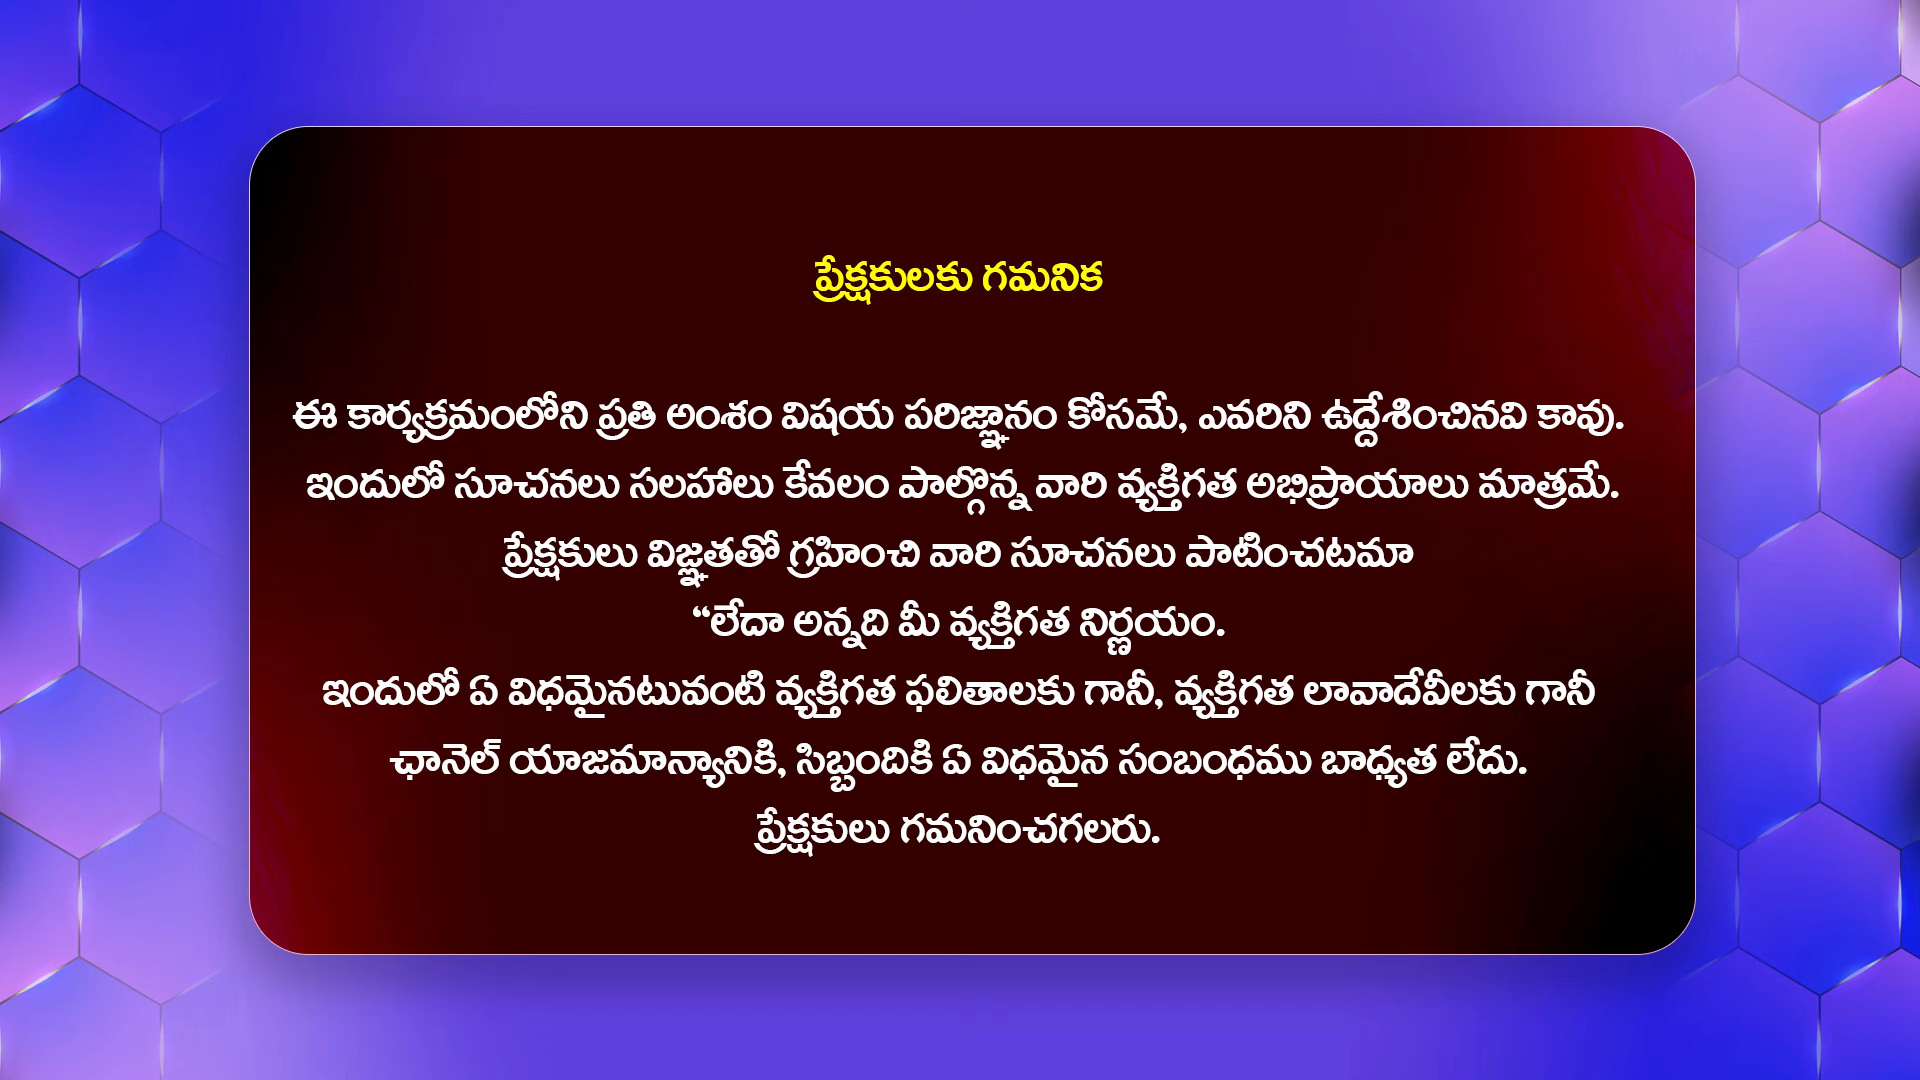 ప్రేక్షకులకు గమనిక
ఈ కార్యక్రమంలోని ప్రతి అంశం విషయ పరిజ్ఞానం కోసమే, ఎవరిని ఉద్దేశించినవి కావు.
ఇందులో సూచనలు సలహాలు కేవలం పాల్గొన్న వారి వ్యక్తిగత అభిప్రాయాలు మాత్రమే.
ప్రేక్షకులు విజ్ఞతతో గ్రహించి వారి సూచనలు పాటించటమా
“లేదా అన్నది మీ వ్యక్తిగత నిర్ణయం.
ఇందులో ఏ విధమైనటువంటి వ్యక్తిగత ఫలితాలకు గానీ, వ్యక్తిగత లావాదేవీలకు గానీ
ఛానెల్ యాజమాన్యానికి, సిబ్బందికి ఏ విధమైన సంబంధము బాధ్యత లేదు.
ప్రేక్షకులు గమనించగలరు.